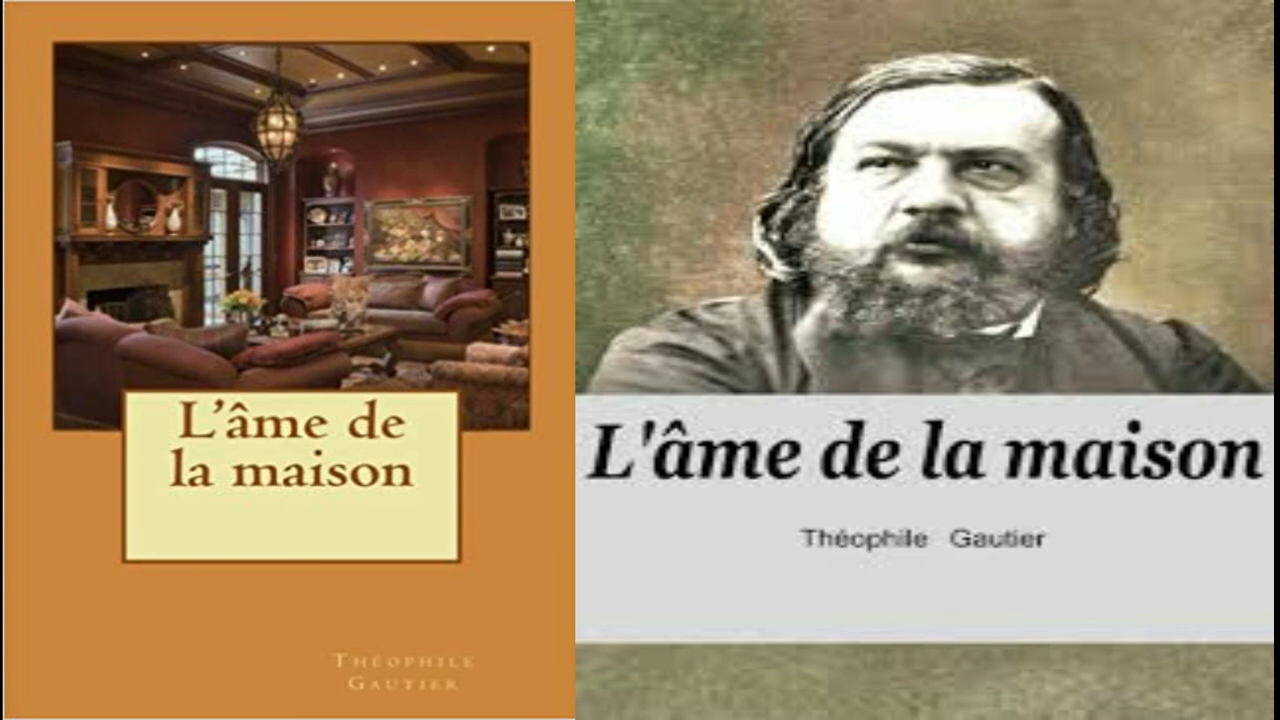 L’âme de
la maison
THÉOPHILE
GAUTIER
L'âme de la maison
Théophile Gautier